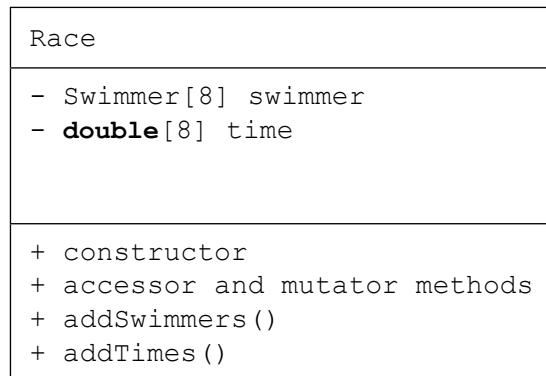 Race
- Swimmer[8] swimmer
- double[8] time
+ constructor
+ accessor and mutator methods
+ addSwimmers()
+ addTimes()